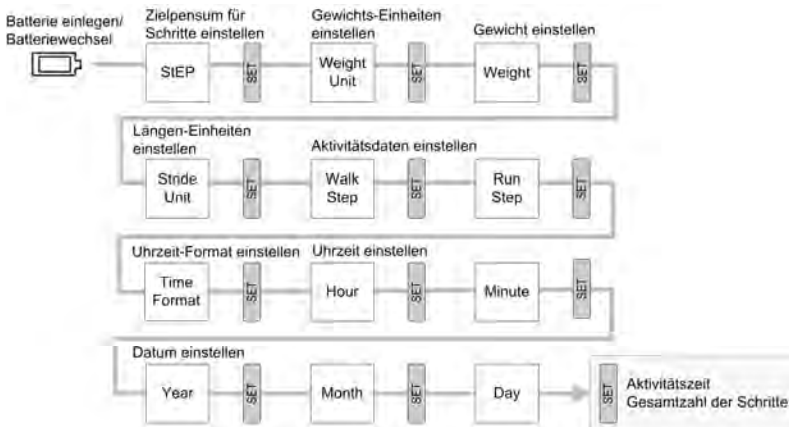 Batterie einlegen/
Batteriewechsel
Zielpensum für
Schritte einstellen
Gewichts-Einheiten
einstellen
Gewicht einstellen
StEP
SET
Weight
Unit
SET
Weight
SET
Längen-Einheiten
einstellen
Aktivitätsdaten einstellen
Stride
Unit
SET
Walk
Step
SET
Run
Step
SET
Uhrzeit-Format einstellen
Uhrzeit einstellen
Time
Format
SET
Hour
SET
Minute
SET
Datum einstellen
Year
SET
Month
SET
Day
SET
Aktivitätszeit
Gesamtzahl der Schritte